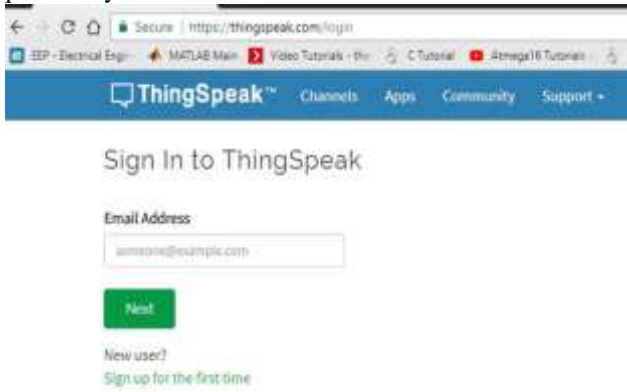 Secure | https://thingspeak.com/login
EEP - Electrical Engi MATLAB Main Video Tutorials - the C Tutorial Atmega16 Tutorials
ThingSpeak™ Channels Apps Community Support
Sign In to ThingSpeak
Email Address
someone@example.com
Next
New user?
Sign up for the first time